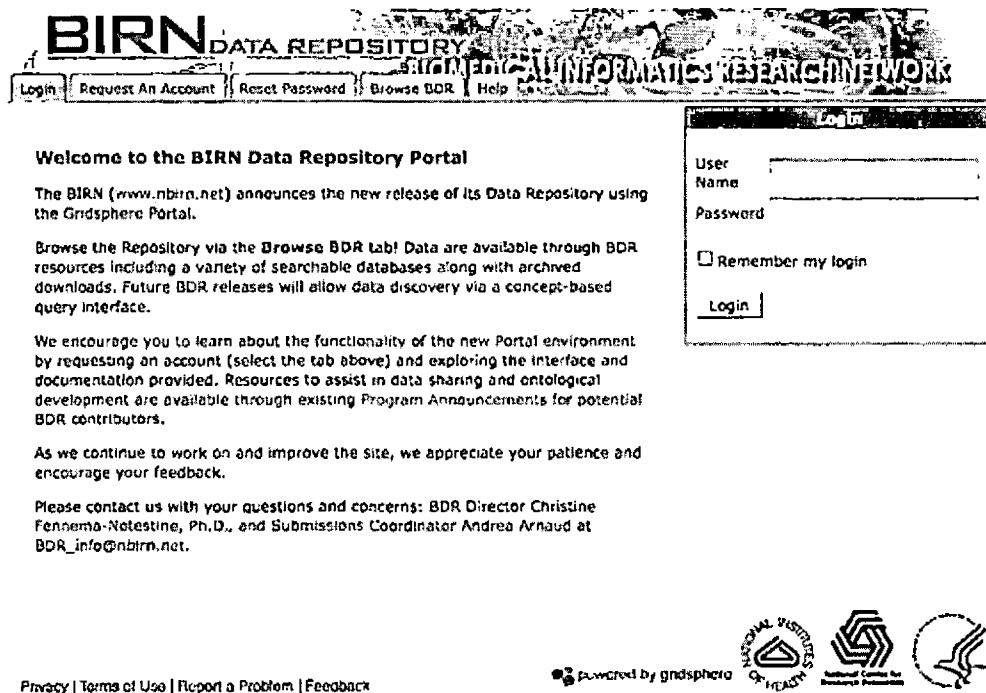 BIRN DATA REPOSITORY
BIOMEDICAL INFORMATICS RESEARCH NETWORK
Login Request An Account Reset Password Browse BDR Help
Login
Welcome to the BIRN Data Repository Portal
The BIRN (www.nbirn.net) announces the new release of its Data Repository using
the Gridsphere Portal.
Browse the Repository via the Browse BDR tab! Data are available through BDR
resources including a variety of searchable databases along with archived
downloads. Future BDR releases will allow data discovery via a concept-based
query interface.
We encourage you to learn about the functionality of the new Portal environment
by requesting an account (select the tab above) and exploring the interface and
documentation provided. Resources to assist in data sharing and ontological
development are available through existing Program Announcements for potential
BDR contributors.
As we continue to work on and improve the site, we appreciate your patience and
encourage your feedback.
Please contact us with your questions and concerns: BDR Director Christine
Fennema-Notestine, Ph.D., and Submissions Coordinator Andrea Arnaud at
BDR_info@nbirn.net.
User
Name
Password
Remember my login
Login
Privacy | Terms of Use | Report a Problem | Feedback
powered by gridsphere
NATIONAL INSTITUTES OF HEALTH
National Center for
Research Resources